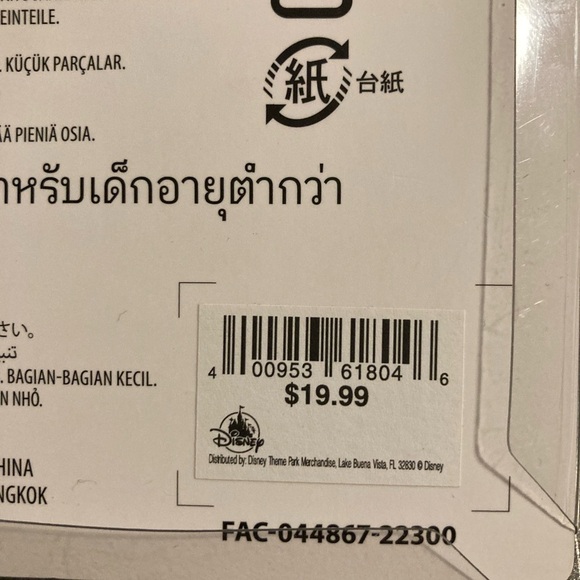 EINTEILE.
KÜÇÜK PARÇALAR.
紙 台紙
PIENIÄ OSIA.
หรับเด็กอายุต่ำกว่า
さい。
BAGIAN-BAGIAN KECIL.
N NHỎ.
4 00953 61804 6
$19.99
Disney
Distributed by: Disney Theme Park Merchandise, Lake Buena Vista, FL 32830 © Disney
HINA
NGKOK
FAC-044867-22300